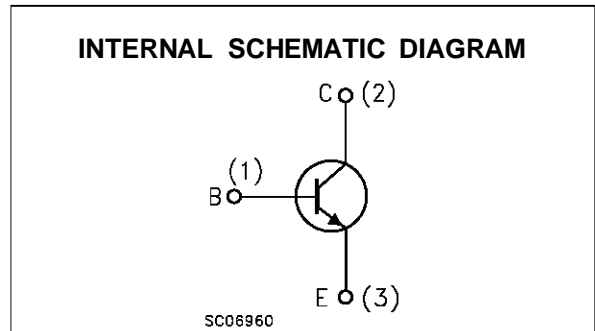 INTERNAL SCHEMATIC DIAGRAM
C (2)
(1)
B
E (3)
SC06960